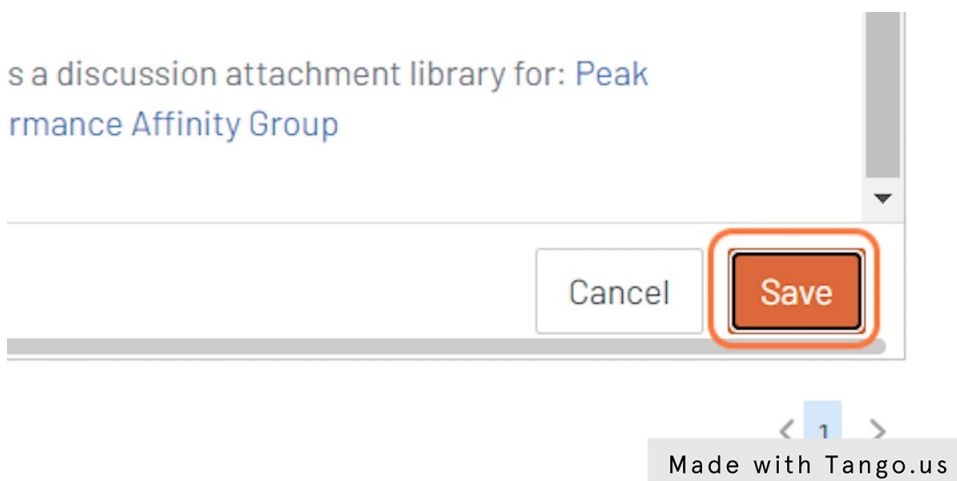 s a discussion attachment library for: Peak
rmance Affinity Group
Cancel Save
< 1 >
Made with Tango.us